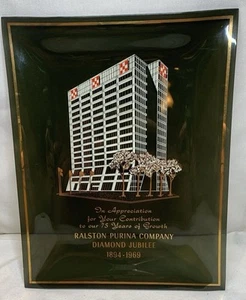 In Appreciation
for Your Contribution
to our 75 Years of Growth
RALSTON PURINA COMPANY
DIAMOND JUBILEE
1894-1969